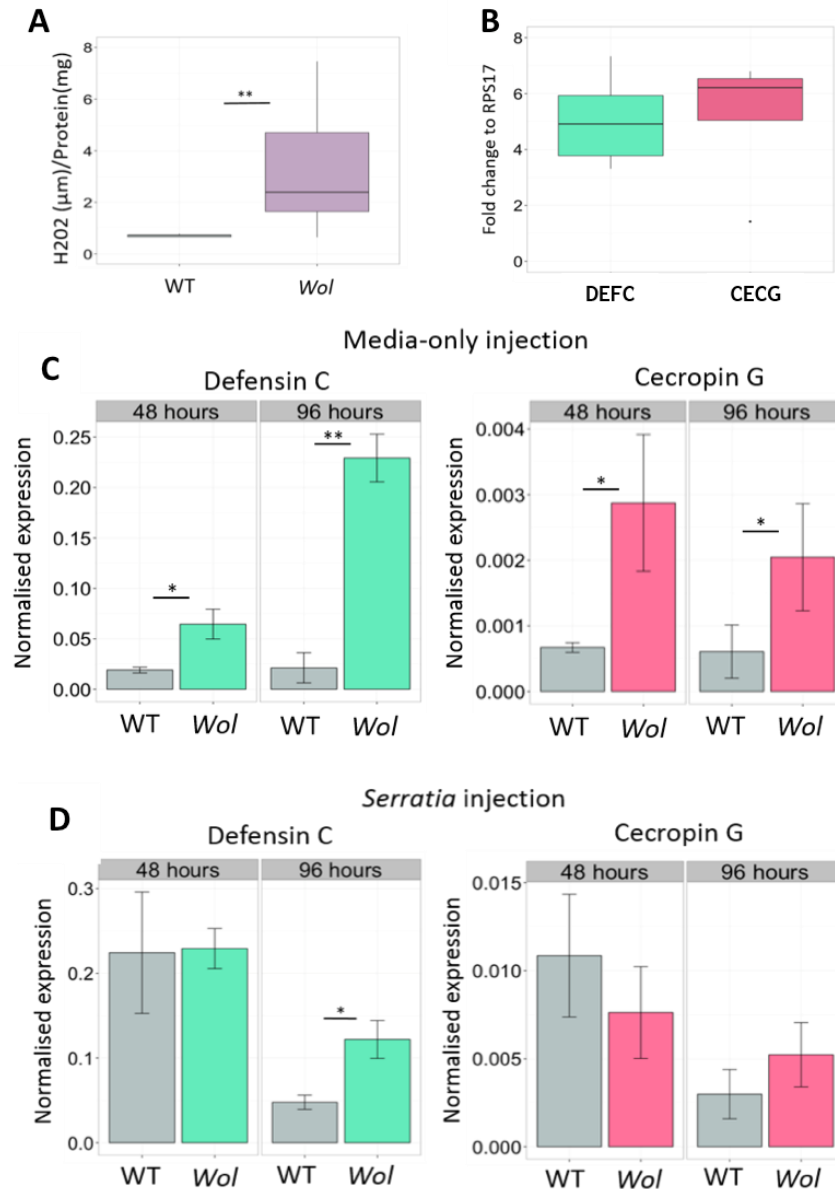 A
8
6
4
2
0
H202 (μm)/Protein(mg)
**
WT
Wol
B
8
6
4
2
0
Fold change to RPS17
DEFC
CECG
Media-only injection
C
Defensin C
48 hours
96 hours
0.25
0.20
0.15
0.10
0.05
0.00
Normalised expression
*
**
WT
Wol
WT
Wol
Cecropin G
48 hours
96 hours
0.004
0.003
0.002
0.001
0.000
Normalised expression
*
*
WT
Wol
WT
Wol
Serratia injection
D
Defensin C
48 hours
96 hours
0.3
0.2
0.1
0.0
Normalised expression
*
WT
Wol
WT
Wol
Cecropin G
48 hours
96 hours
0.015
0.010
0.005
0.000
Normalised expression
WT
Wol
WT
Wol